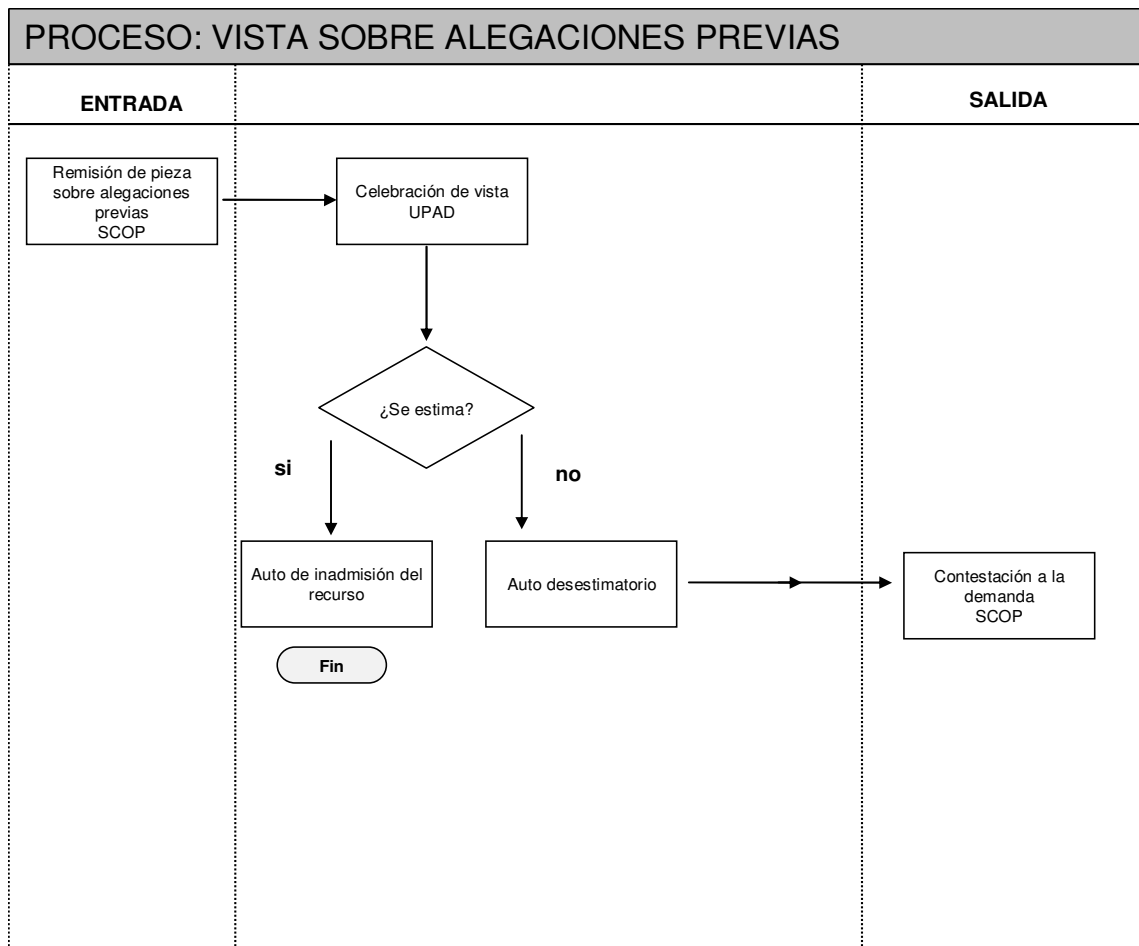 PROCESO: VISTA SOBRE ALEGACIONES PREVIAS
ENTRADA
SALIDA
Remisión de pieza
sobre alegaciones
previas
SCOP
Celebración de vista
UPAD
¿Se estima?
si
no
Auto de inadmisión del
recurso
Auto desestimatorio
Contestación a la
demanda
SCOP
Fin